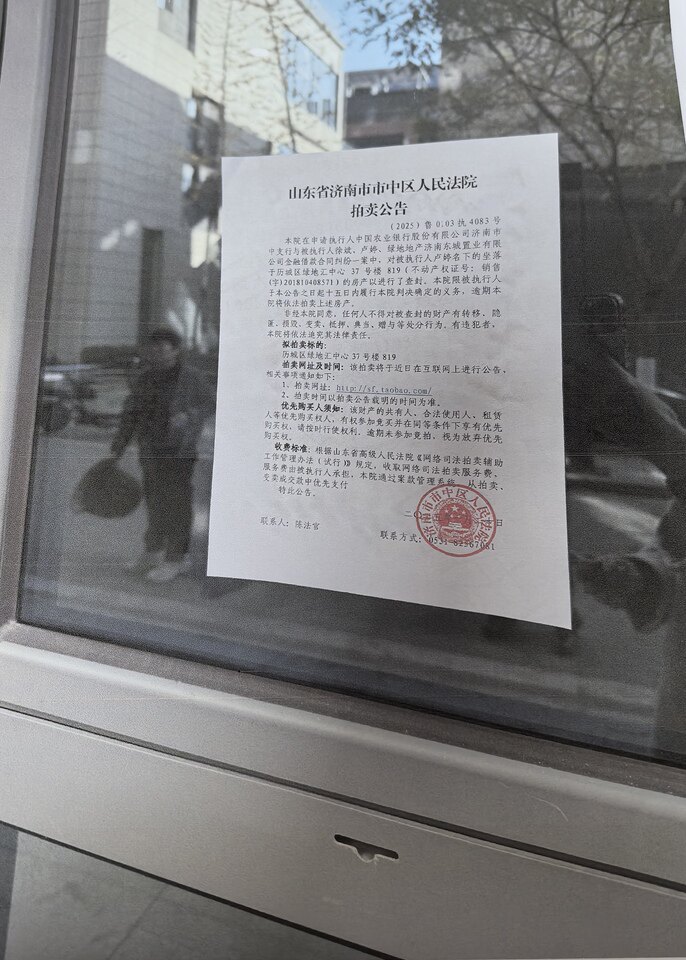 山东省济南市市中区人民法院
拍卖公告
（2025）鲁0.03执4083号
本院在申请执行人中国农业银行股份有限公司济南市
中支行与被执行人徐斌、卢婷、绿地地产济南东城置业有
限公司金融借款合同纠纷一案中，对被执行人卢婷名下的坐落
于历城区绿地汇中心37号楼819（不动产权证号：销售
(字)201810408571）的房产以进行了查封。本院限被执行人
于本公告之日起十五日内履行本院判决确定的义务，逾期本
院将依法拍卖上述房产。
非经本院同意，任何人不得对被查封的财产有转移、隐
匿、损毁、变卖、抵押、典当、赠与等处分行为。有违犯者，
本院将依法追究其法律责任。
拟拍卖标的：
历城区绿地汇中心37号楼819
拍卖网址及时间：该拍卖将于近日在互联网上进行公告，
相关事项通知如下：
1、拍卖网址：http://sf.taobao.com/
2、拍卖时间以拍卖公告载明的时间为准。
优先购买人须知：该财产的共有人、合法使用人、租赁
人等优先购买权人，有权参加竞买并在同等条件下享有优先
购买权，请按时行使权利。逾期未参加竞拍，视为放弃优先
购买权。
收费标准：根据山东省高级人民法院《网络司法拍卖辅助
工作管理办法（试行）》规定，收取网络司法拍卖服务费，
服务费由被执行人承担，本院通过案款管理系统，从拍卖、
变卖成交款中优先支付
特此公告。
二〇 日
联系人：陈法官
联系方式：0531-82967081
济南市市中区人民法院